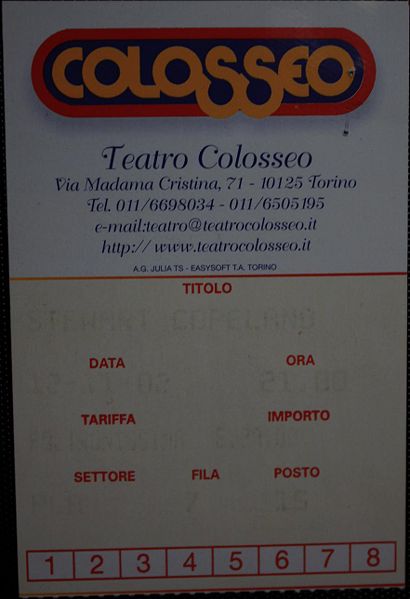 COLOSSEO
Teatro Colosseo
Via Madama Cristina, 71 - 10125 Torino
Tel. 011/6698034 - 011/6505195
e-mail:teatro@teatrocolosseo.it
http:// www.teatrocolosseo.it
A.G. JULIA TS - EASYSOFT T.A. TORINO
TITOLO
STEWART COPELAND
DATA ORA
21.00
TARIFFA IMPORTO
SETTORE FILA POSTO
1 2 3 4 5 6 7 8